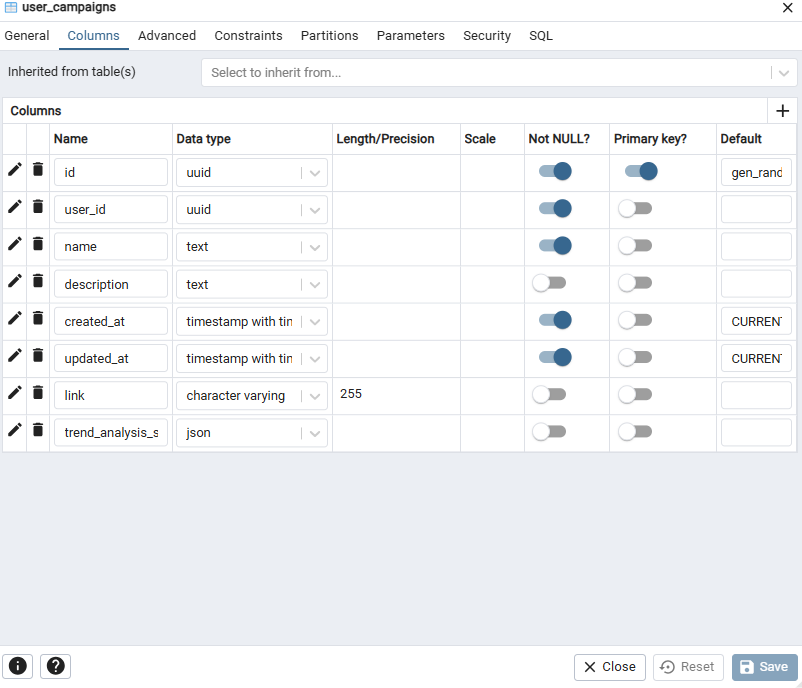 user_campaigns
General Columns Advanced Constraints Partitions Parameters Security SQL
Inherited from table(s) Select to inherit from...
Columns
Name Data type Length/Precision Scale Not NULL? Primary key? Default
id uuid gen_rand
user_id uuid
name text
description text
created_at timestamp with tin CURREN
updated_at timestamp with tin CURREN
link character varying 255
trend_analysis_s json
Close Reset Save